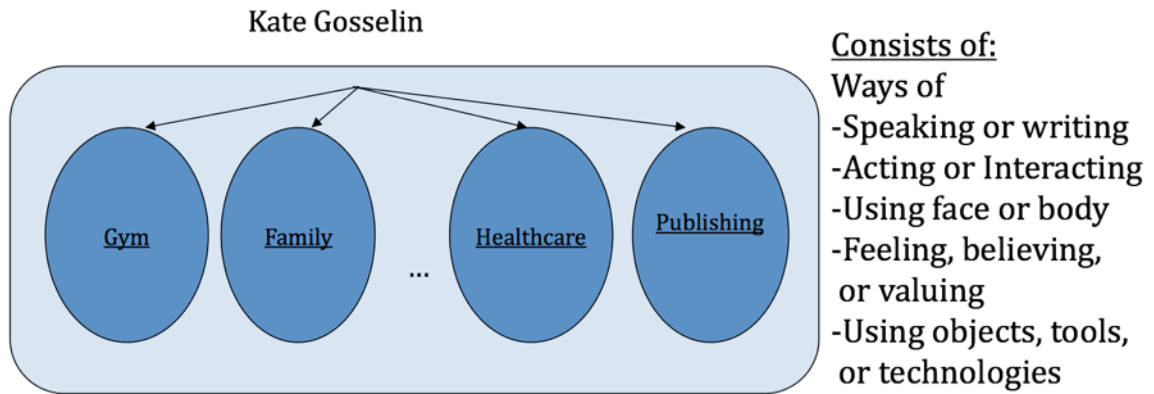 Kate Gosselin
Gym
Family
...
Healthcare
Publishing
Consists of:
Ways of
-Speaking or writing
-Acting or Interacting
-Using face or body
-Feeling, believing,
or valuing
-Using objects, tools,
or technologies